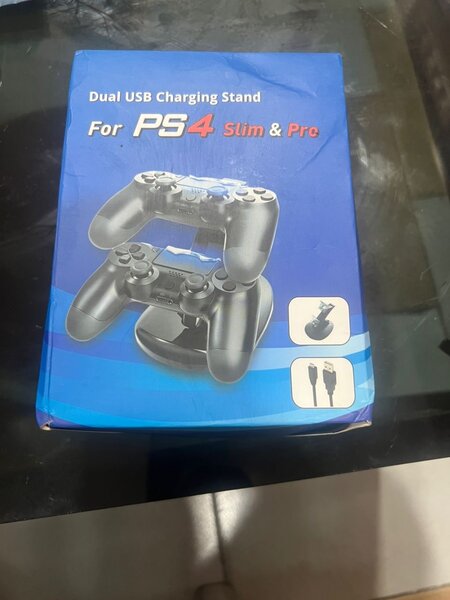 Dual USB Charging Stand
For PS4 Slim & Pro